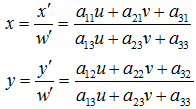 x = x'/w' = (a₁₁u + a₂₁v + a₃₁)/(a₁₃u + a₂₃v + a₃₃)
y = y'/w' = (a₁₂u + a₂₂v + a₃₂)/(a₁₃u + a₂₃v + a₃₃)